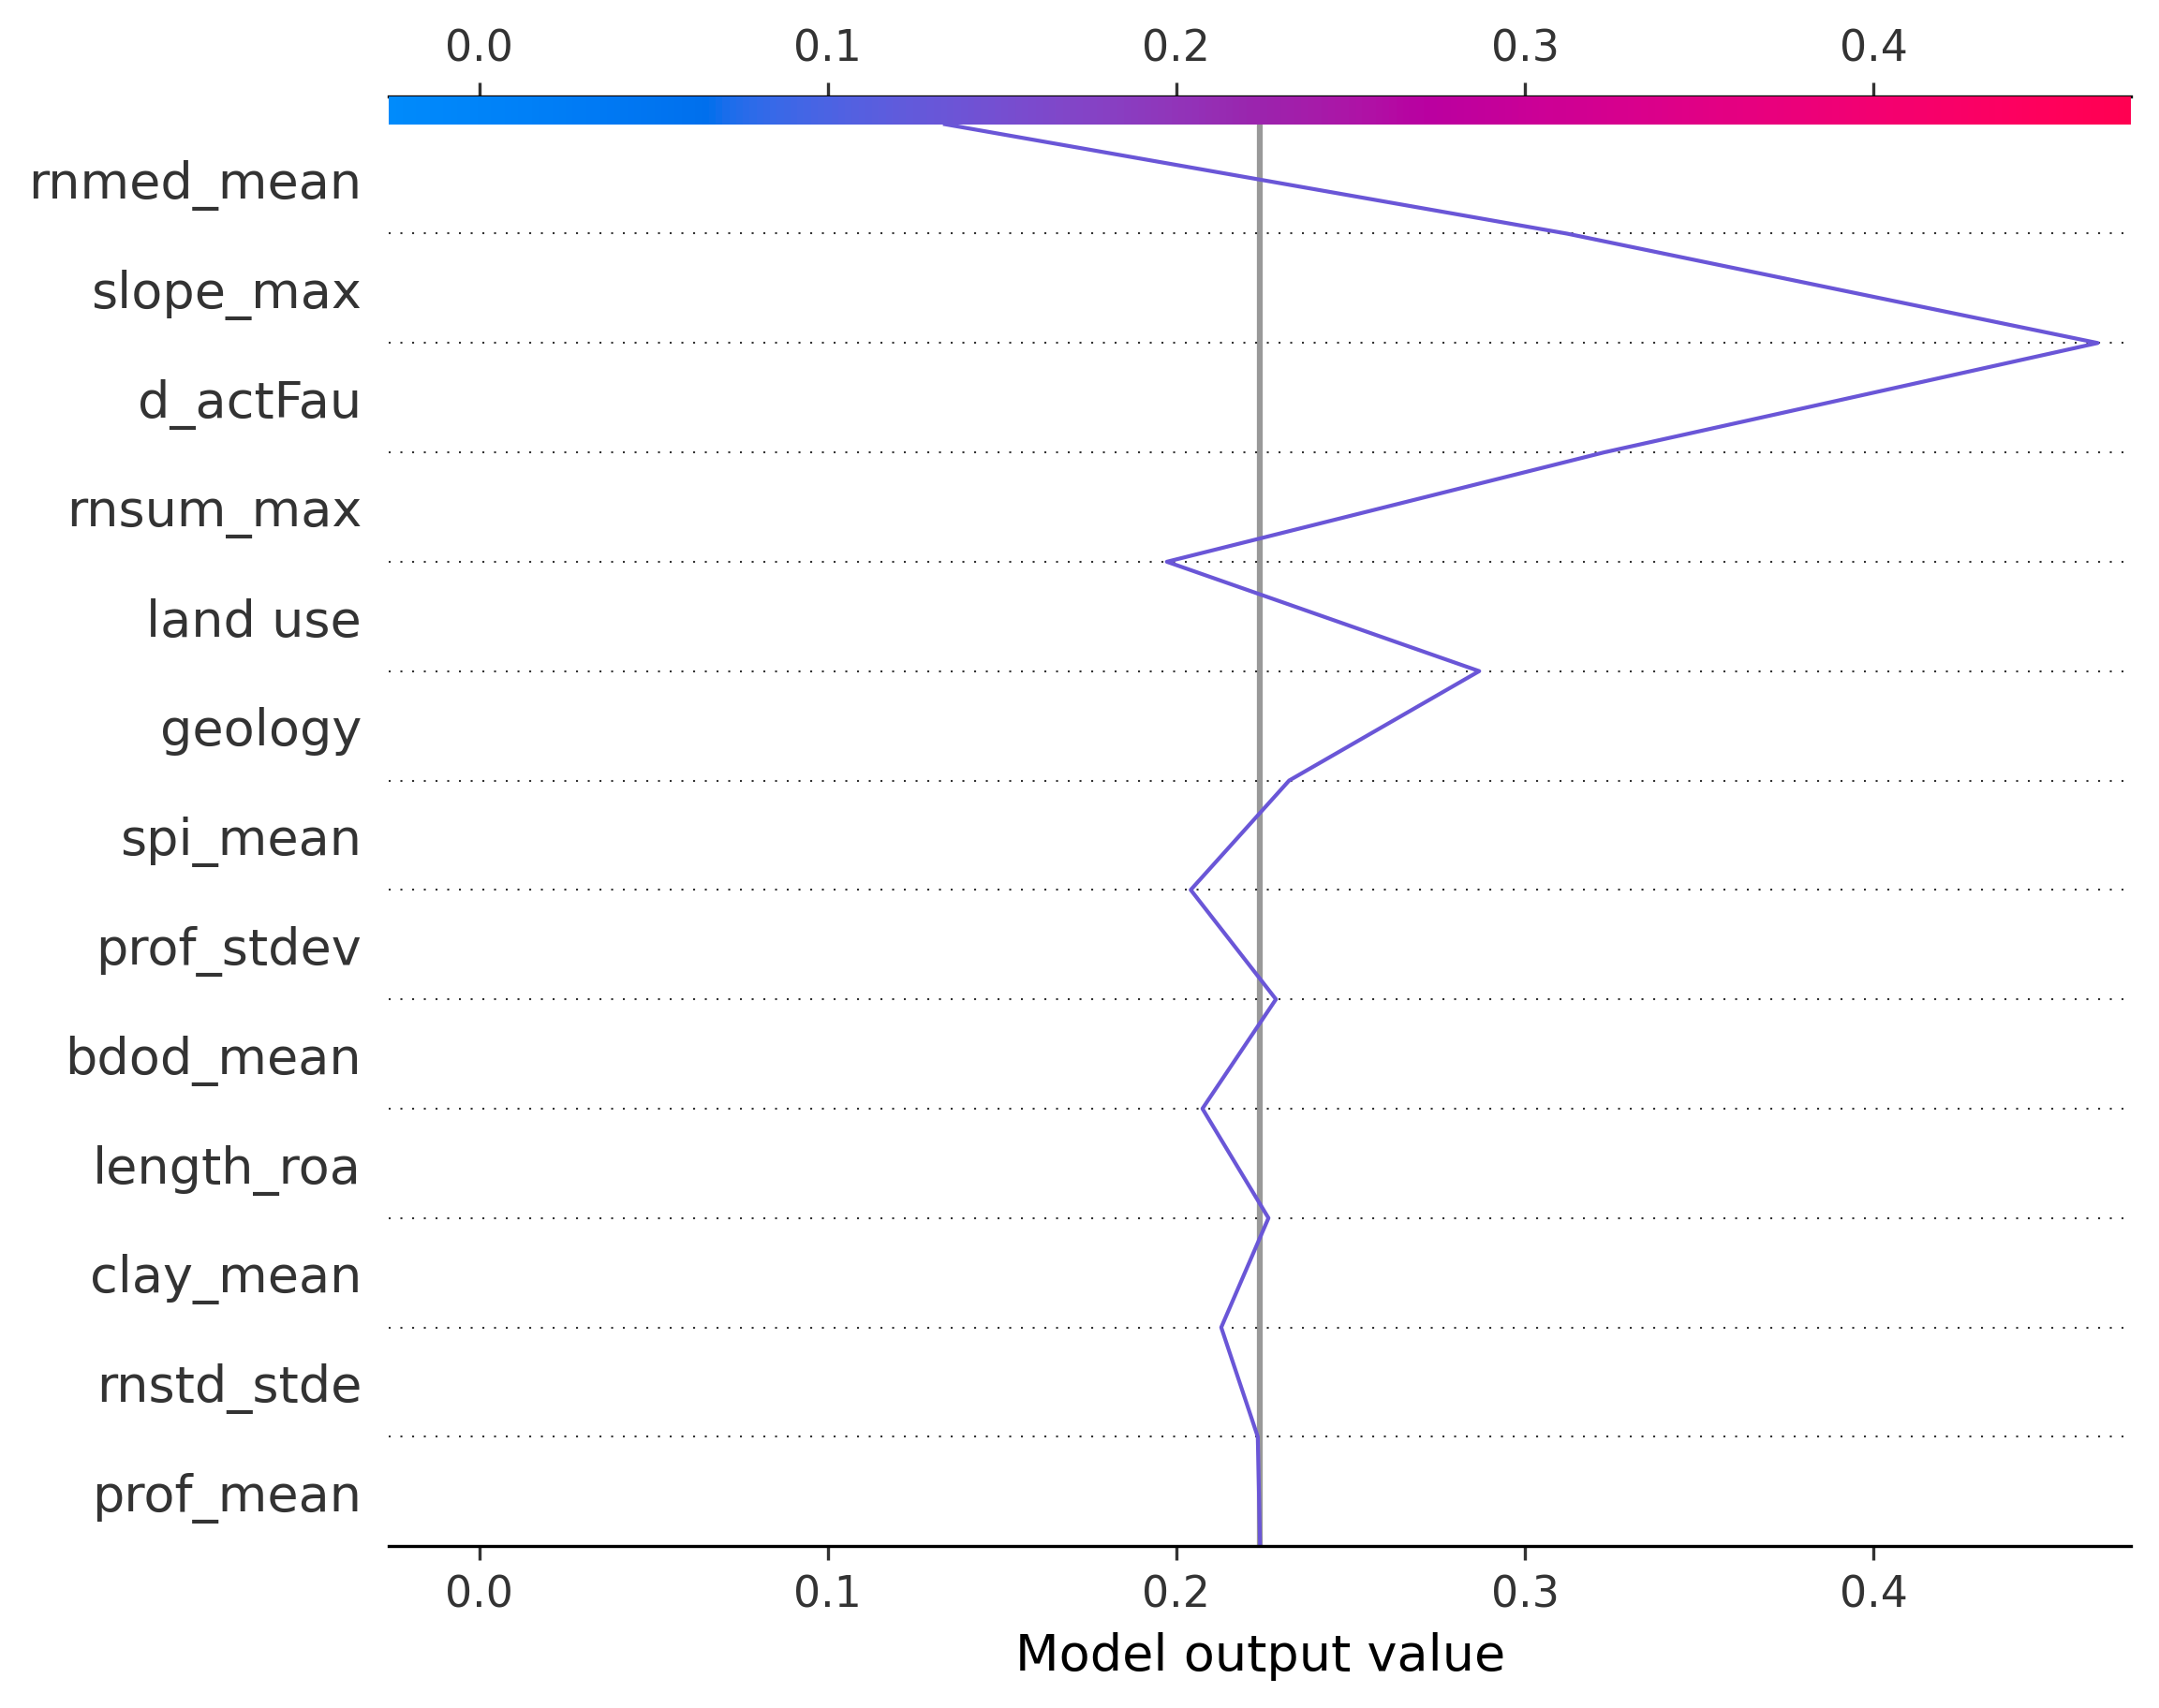 0.0 0.1 0.2 0.3 0.4
rnmed_mean
slope_max
d_actFau
rnsum_max
land use
geology
spi_mean
prof_stdev
bdod_mean
length_roa
clay_mean
rnstd_stde
prof_mean
0.0 0.1 0.2 0.3 0.4
Model output value